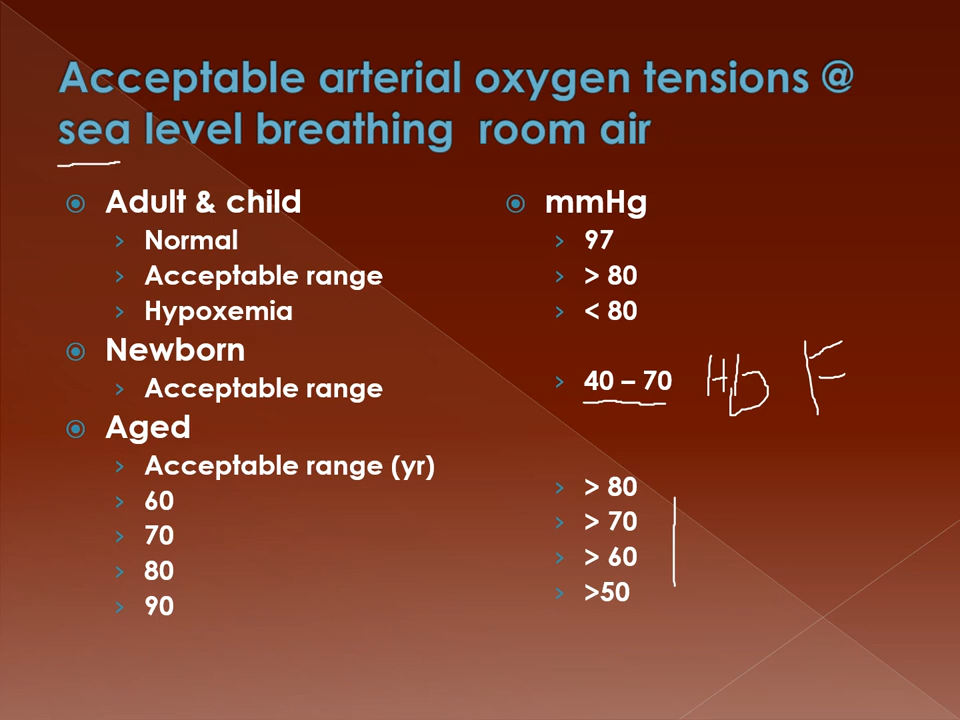 Acceptable arterial oxygen tensions @
sea level breathing room air
Adult & child
Normal
Acceptable range
Hypoxemia
Newborn
Acceptable range
Aged
Acceptable range (yr)
60
70
80
90
mmHg
97
> 80
< 80
40 – 70
Hb F
> 80
> 70
> 60
>50